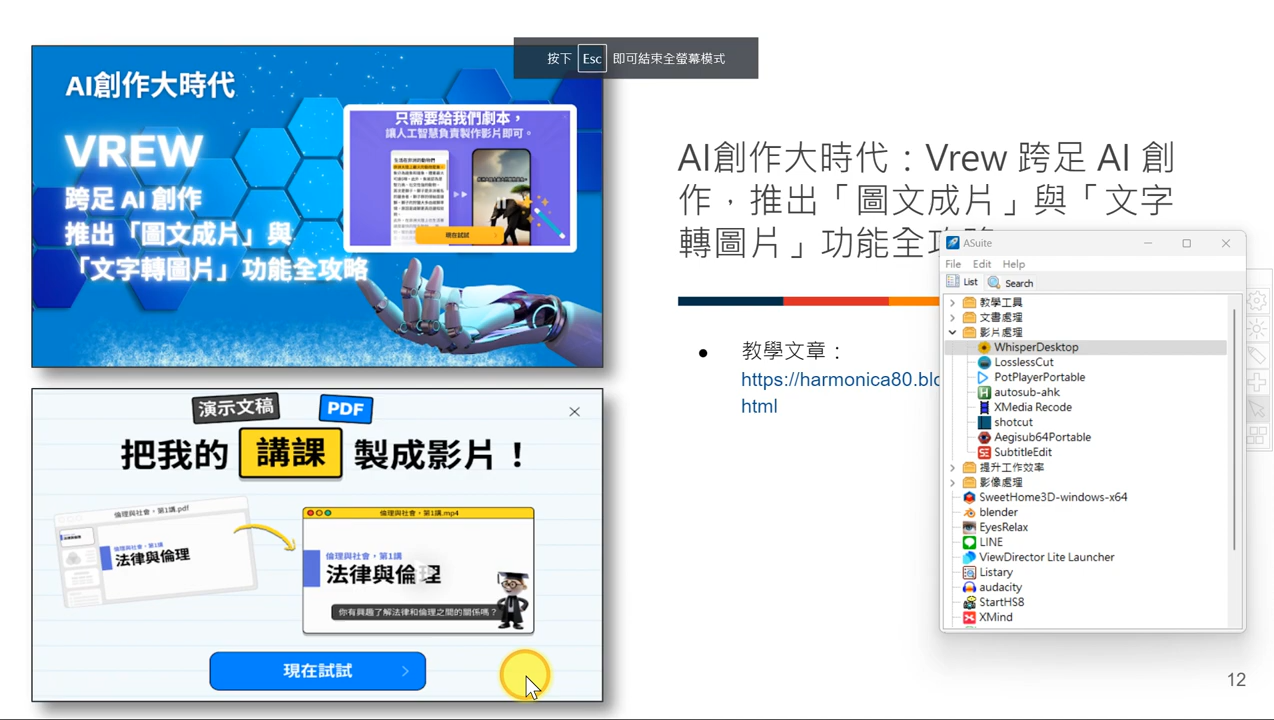 按下 Esc 即可結束全螢幕模式
AI創作大時代
VREW
跨足 AI 創作
推出「圖文成片」與
「文字轉圖片」功能全攻略
只需要給我們劇本，
讓人工智慧負責製作影片即可。
現在試試
演示文稿 PDF
把我的 講課 製成影片！
倫理與社會，第1講.pdf
倫理與社會，第1講
法律與倫理
倫理與社會，第1講.mp4
倫理與社會，第1講
法律與倫理
你有興趣了解法律和倫理之間的關係嗎？
現在試試
AI創作大時代：Vrew 跨足 AI 創
作，推出「圖文成片」與「文字
轉圖片」功能全
● 教學文章：
https://harmonica80.blo
html
ASuite
File Edit Help
List Search
教學工具
文書處理
影片處理
WhisperDesktop
LosslessCut
PotPlayerPortable
autosub-ahk
XMedia Recode
shotcut
Aegisub64Portable
SubtitleEdit
提升工作效率
影像處理
SweetHome3D-windows-x64
blender
EyesRelax
LINE
ViewDirector Lite Launcher
Listary
audacity
StartHS8
XMind
12